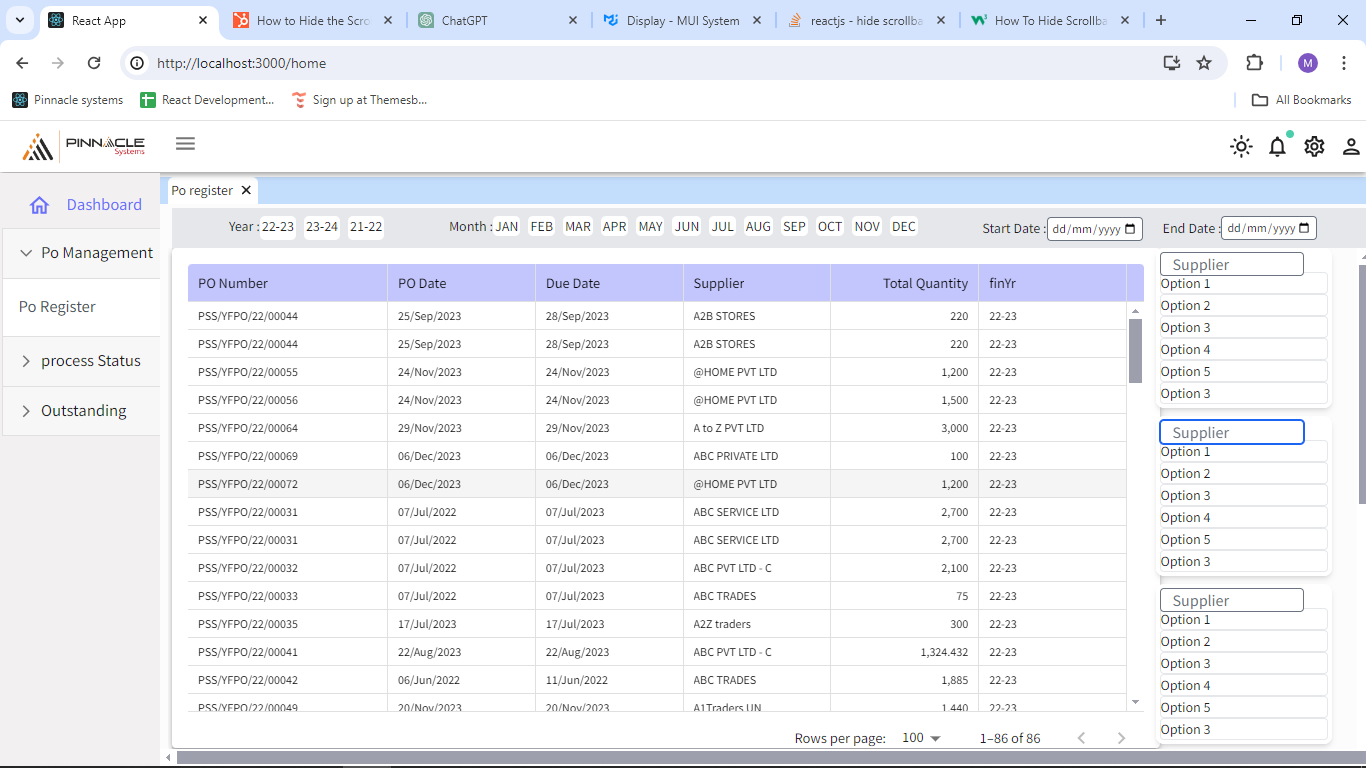 React App
How to Hide the Scro
ChatGPT
Display - MUI System
reactjs - hide scrollba
How To Hide Scrollba
http://localhost:3000/home
M
Pinnacle systems
React Development...
Sign up at Themesb...
All Bookmarks
PINNACLE
Systems
Dashboard
Po Management
Po Register
process Status
Outstanding
Po register
Year : 22-23 23-24 21-22
Month : JAN FEB MAR APR MAY JUN JUL AUG SEP OCT NOV DEC
Start Date : dd/mm/yyyy
End Date : dd/mm/yyyy
PO Number PO Date Due Date Supplier Total Quantity finYr
PSS/YFPO/22/00044 25/Sep/2023 28/Sep/2023 A2B STORES 220 22-23
PSS/YFPO/22/00044 25/Sep/2023 28/Sep/2023 A2B STORES 220 22-23
PSS/YFPO/22/00055 24/Nov/2023 24/Nov/2023 @HOME PVT LTD 1,200 22-23
PSS/YFPO/22/00056 24/Nov/2023 24/Nov/2023 @HOME PVT LTD 1,500 22-23
PSS/YFPO/22/00064 29/Nov/2023 29/Nov/2023 A to Z PVT LTD 3,000 22-23
PSS/YFPO/22/00069 06/Dec/2023 06/Dec/2023 ABC PRIVATE LTD 100 22-23
PSS/YFPO/22/00072 06/Dec/2023 06/Dec/2023 @HOME PVT LTD 1,200 22-23
PSS/YFPO/22/00031 07/Jul/2022 07/Jul/2023 ABC SERVICE LTD 2,700 22-23
PSS/YFPO/22/00031 07/Jul/2022 07/Jul/2023 ABC SERVICE LTD 2,700 22-23
PSS/YFPO/22/00032 07/Jul/2022 07/Jul/2023 ABC PVT LTD - C 2,100 22-23
PSS/YFPO/22/00033 07/Jul/2022 07/Jul/2023 ABC TRADES 75 22-23
PSS/YFPO/22/00035 17/Jul/2023 17/Jul/2023 A2Z traders 300 22-23
PSS/YFPO/22/00041 22/Aug/2023 22/Aug/2023 ABC PVT LTD - C 1,324.432 22-23
PSS/YFPO/22/00042 06/Jun/2022 11/Jun/2022 ABC TRADES 1,885 22-23
PSS/YFPO/22/00049 20/Nov/2023 20/Nov/2023 A1Traders UN 1,440 22-23
Rows per page: 100 1–86 of 86
Supplier
Option 1
Option 2
Option 3
Option 4
Option 5
Option 3
Supplier
Option 1
Option 2
Option 3
Option 4
Option 5
Option 3
Supplier
Option 1
Option 2
Option 3
Option 4
Option 5
Option 3